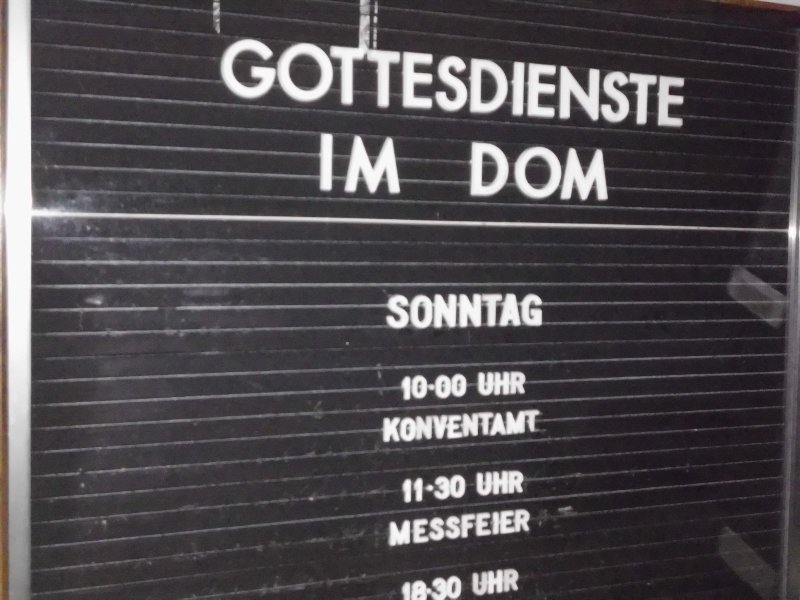 GOTTESDIENSTE
IM DOM
SONNTAG
10·00 UHR
KONVENTAMT
11·30 UHR
MESSFEIER
18·30 UHR